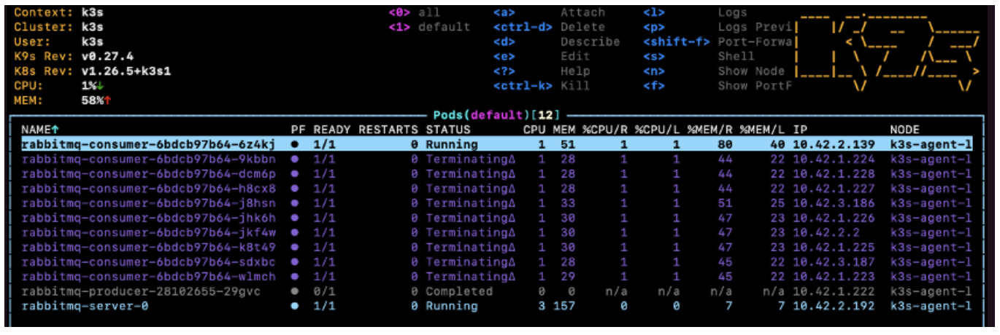 Context: k3s <0> all <a> Attach <l> Logs
Cluster: k3s <1> default <ctrl-d> Delete <p> Logs Previ
User: k3s <d> Describe <shift-f> Port-Forwa
K9s Rev: v0.27.4 <e> Edit <s> Shell
K8s Rev: v1.26.5+k3s1 <?> Help <n> Show Node
CPU: 1%↓ <ctrl-k> Kill <f> Show PortF
MEM: 58%↑
Pods(default)[12]
NAME↑ PF READY RESTARTS STATUS CPU MEM %CPU/R %CPU/L %MEM/R %MEM/L IP NODE
rabbitmq-consumer-6bdcb97b64-6z4kj ● 1/1 0 Running 1 51 1 1 80 40 10.42.2.139 k3s-agent-l
rabbitmq-consumer-6bdcb97b64-9kbbn ● 1/1 0 TerminatingΔ 1 28 1 1 44 22 10.42.1.224 k3s-agent-l
rabbitmq-consumer-6bdcb97b64-dcm6p ● 1/1 0 TerminatingΔ 1 28 1 1 44 22 10.42.1.228 k3s-agent-l
rabbitmq-consumer-6bdcb97b64-h8cx8 ● 1/1 0 TerminatingΔ 1 28 1 1 44 22 10.42.1.227 k3s-agent-l
rabbitmq-consumer-6bdcb97b64-j8hsn ● 1/1 0 TerminatingΔ 1 33 1 1 51 25 10.42.3.186 k3s-agent-l
rabbitmq-consumer-6bdcb97b64-jhk6h ● 1/1 0 TerminatingΔ 1 30 1 1 47 23 10.42.1.226 k3s-agent-l
rabbitmq-consumer-6bdcb97b64-jkf4w ● 1/1 0 TerminatingΔ 1 30 1 1 47 23 10.42.2.2 k3s-agent-l
rabbitmq-consumer-6bdcb97b64-k8t49 ● 1/1 0 TerminatingΔ 1 30 1 1 47 23 10.42.1.225 k3s-agent-l
rabbitmq-consumer-6bdcb97b64-sdxbc ● 1/1 0 TerminatingΔ 1 28 1 1 45 22 10.42.3.187 k3s-agent-l
rabbitmq-consumer-6bdcb97b64-wlmch ● 1/1 0 TerminatingΔ 1 29 1 1 45 22 10.42.1.223 k3s-agent-l
rabbitmq-producer-28102655-29gvc ● 0/1 0 Completed 0 0 n/a n/a n/a n/a 10.42.1.222 k3s-agent-l
rabbitmq-server-0 ● 1/1 0 Running 3 157 0 0 7 7 10.42.2.192 k3s-agent-l